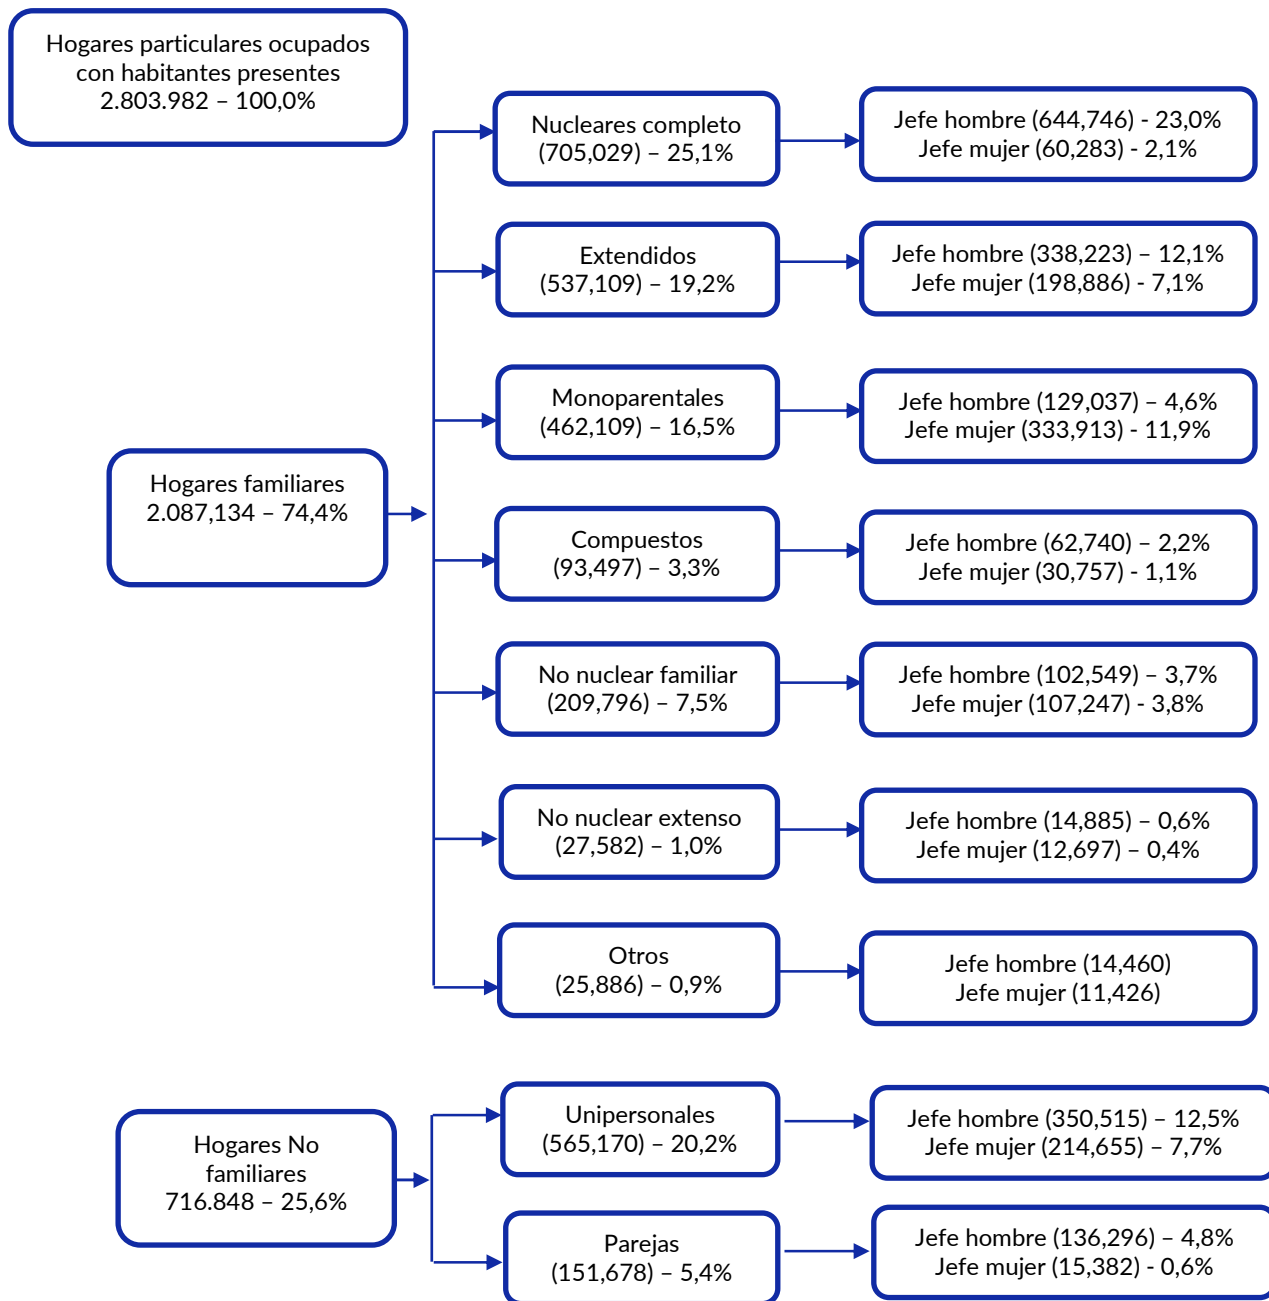 Hogares particulares ocupados
con habitantes presentes
2.803.982 – 100,0%
Nucleares completo
(705,029) – 25,1%
Jefe hombre (644,746) - 23,0%
Jefe mujer (60,283) - 2,1%
Extendidos
(537,109) – 19,2%
Jefe hombre (338,223) – 12,1%
Jefe mujer (198,886) - 7,1%
Monoparentales
(462,109) – 16,5%
Jefe hombre (129,037) – 4,6%
Jefe mujer (333,913) - 11,9%
Hogares familiares
2.087,134 – 74,4%
Compuestos
(93,497) – 3,3%
Jefe hombre (62,740) – 2,2%
Jefe mujer (30,757) - 1,1%
No nuclear familiar
(209,796) – 7,5%
Jefe hombre (102,549) – 3,7%
Jefe mujer (107,247) - 3,8%
No nuclear extenso
(27,582) – 1,0%
Jefe hombre (14,885) – 0,6%
Jefe mujer (12,697) – 0,4%
Otros
(25,886) – 0,9%
Jefe hombre (14,460)
Jefe mujer (11,426)
Hogares No
familiares
716.848 – 25,6%
Unipersonales
(565,170) – 20,2%
Jefe hombre (350,515) – 12,5%
Jefe mujer (214,655) – 7,7%
Parejas
(151,678) – 5,4%
Jefe hombre (136,296) – 4,8%
Jefe mujer (15,382) - 0,6%